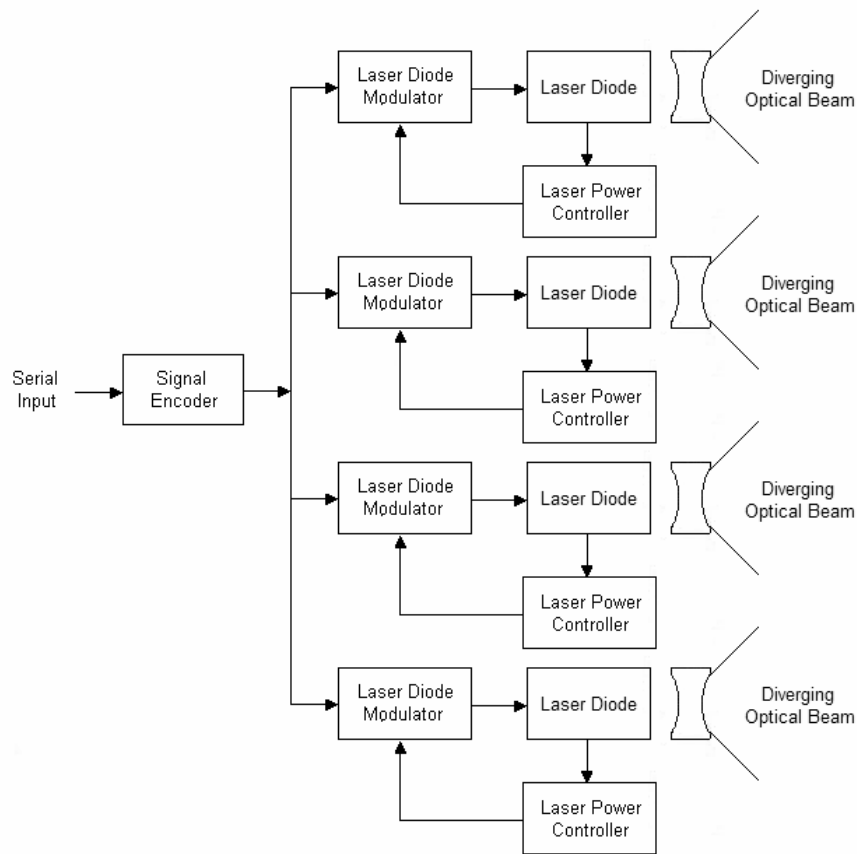 Laser Diode
Modulator
Laser Diode
Diverging
Optical Beam
Laser Power
Controller
Laser Diode
Modulator
Laser Diode
Diverging
Optical Beam
Serial
Input
Signal
Encoder
Laser Power
Controller
Laser Diode
Modulator
Laser Diode
Diverging
Optical Beam
Laser Power
Controller
Laser Diode
Modulator
Laser Diode
Diverging
Optical Beam
Laser Power
Controller